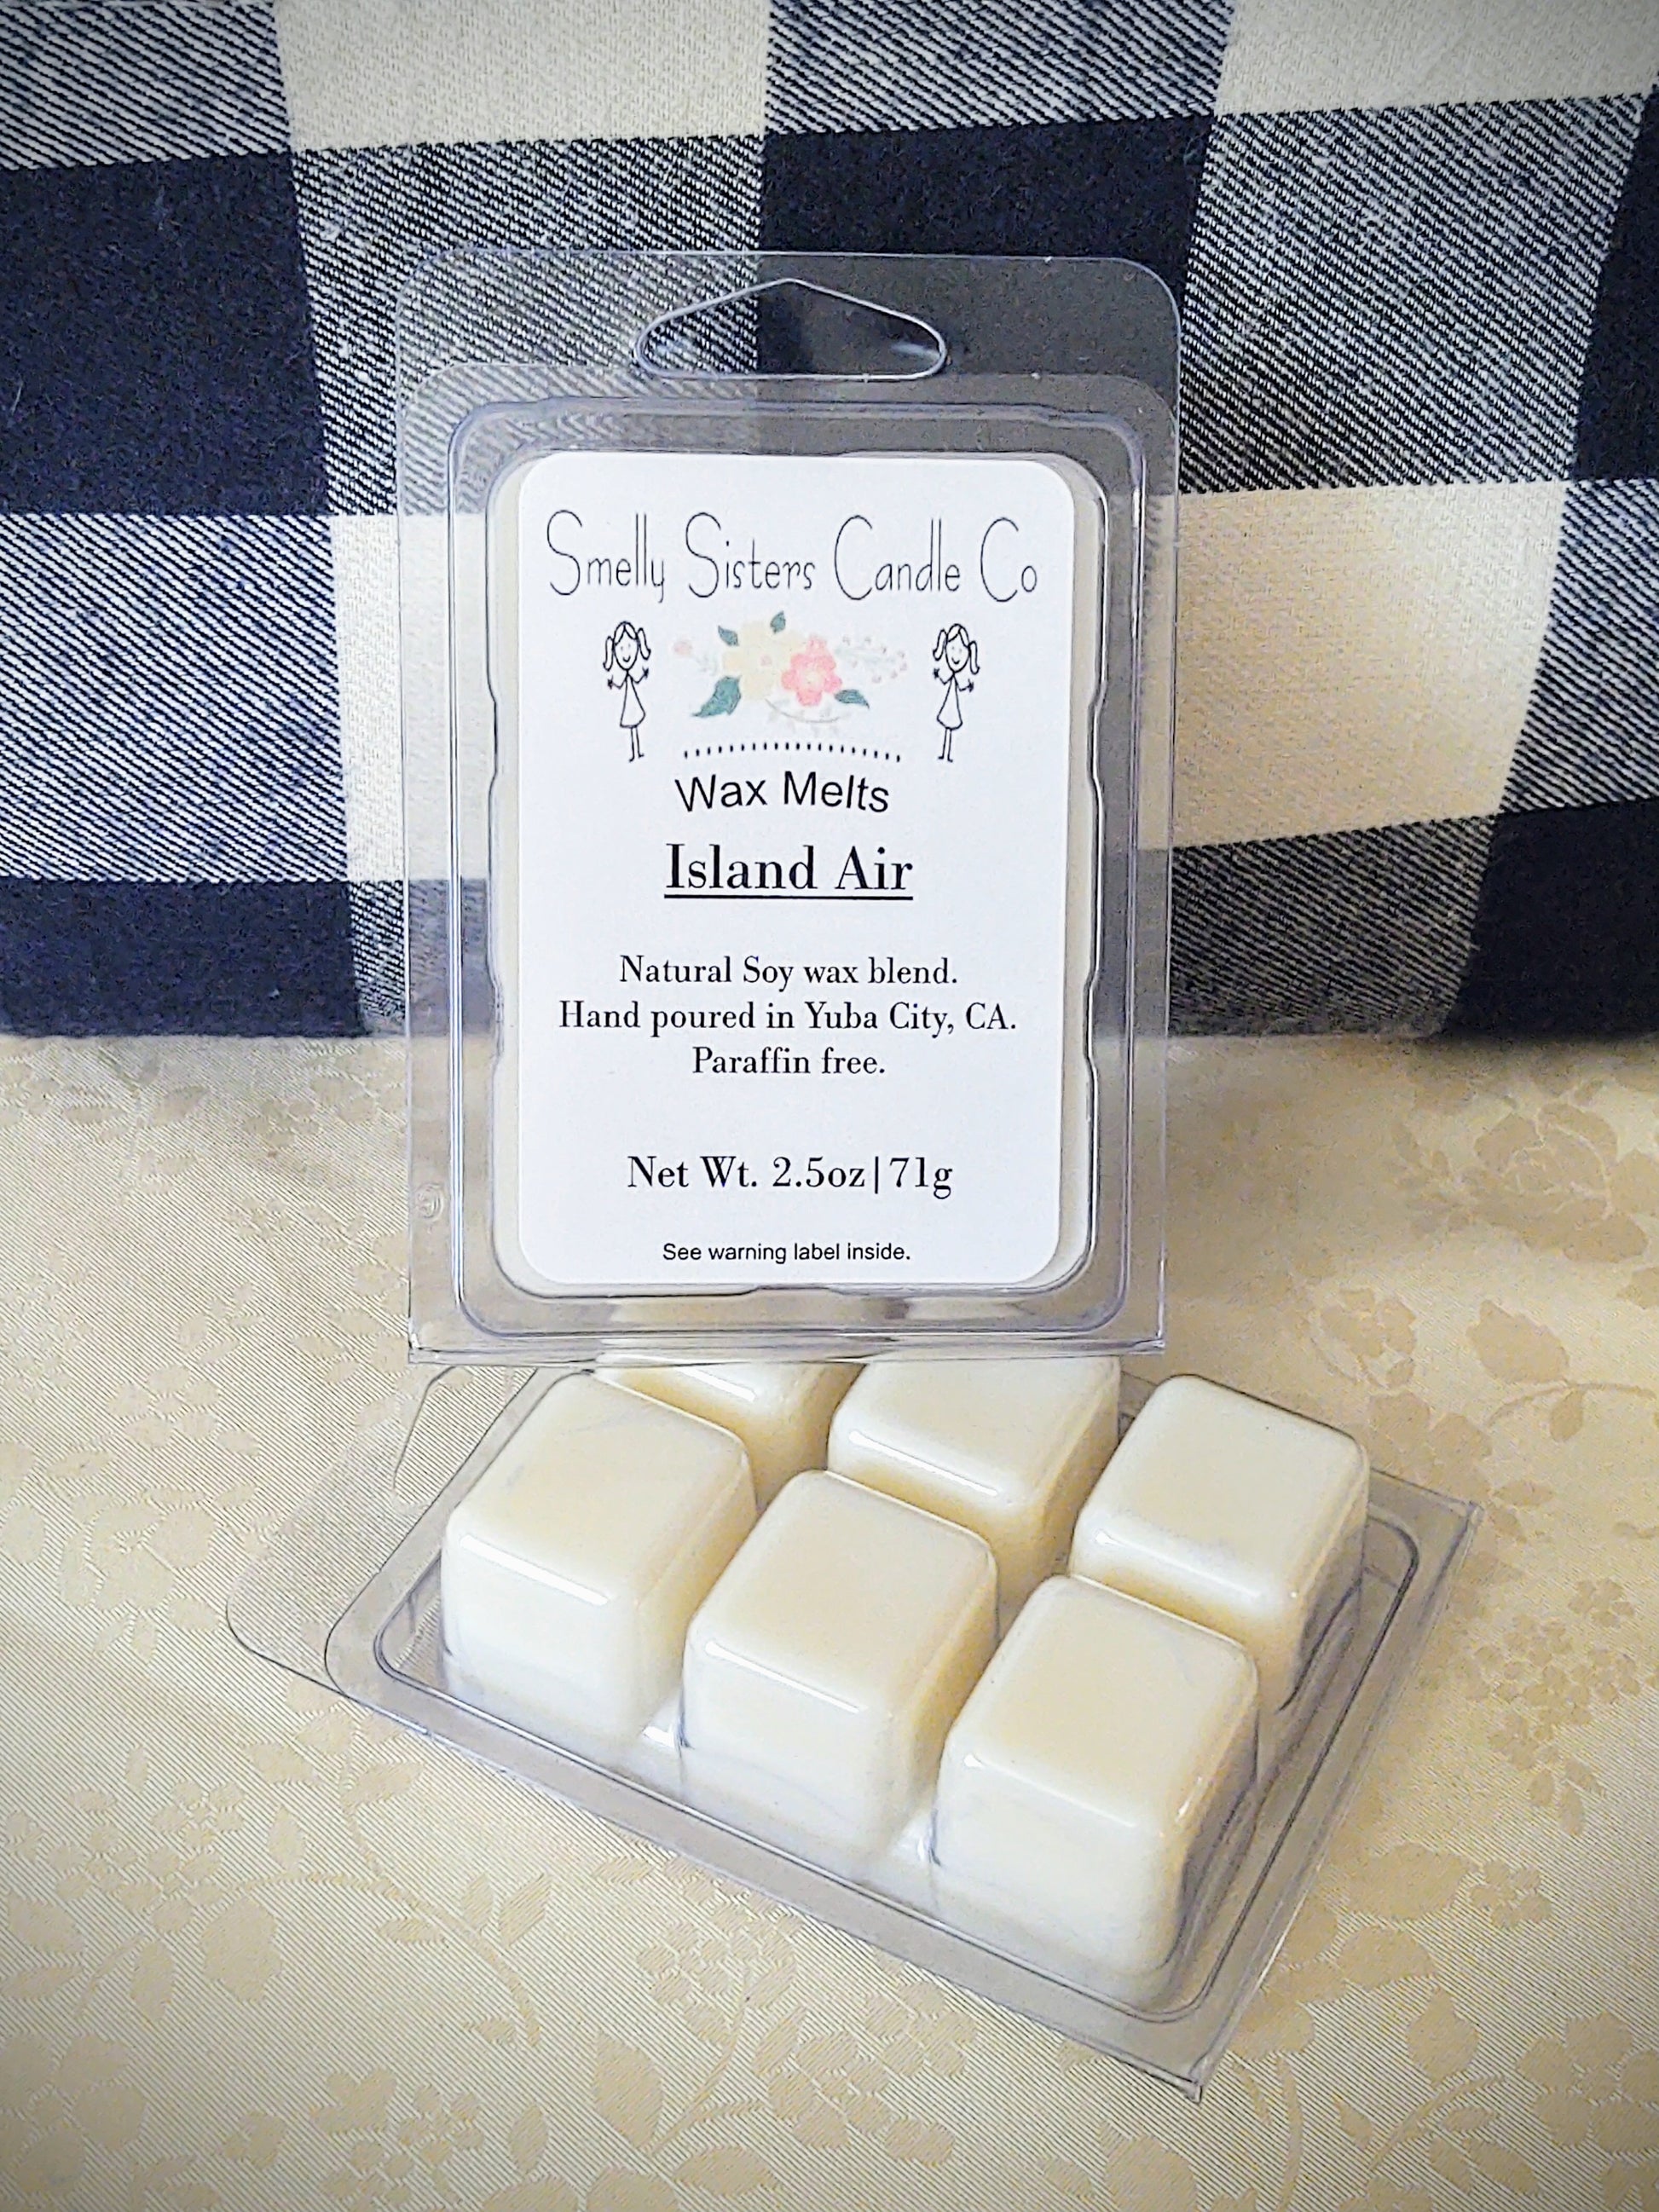 Smelly Sisters Candle Co
Wax Melts
Island Air
Natural Soy wax blend.
Hand poured in Yuba City, CA.
Paraffin free.
Net Wt. 2.5oz|71g
See warning label inside.